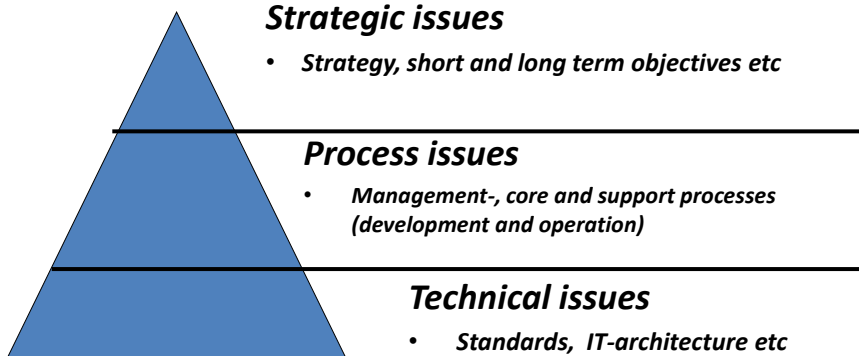 Strategic issues
• Strategy, short and long term objectives etc
Process issues
• Management-, core and support processes
(development and operation)
Technical issues
• Standards, IT-architecture etc